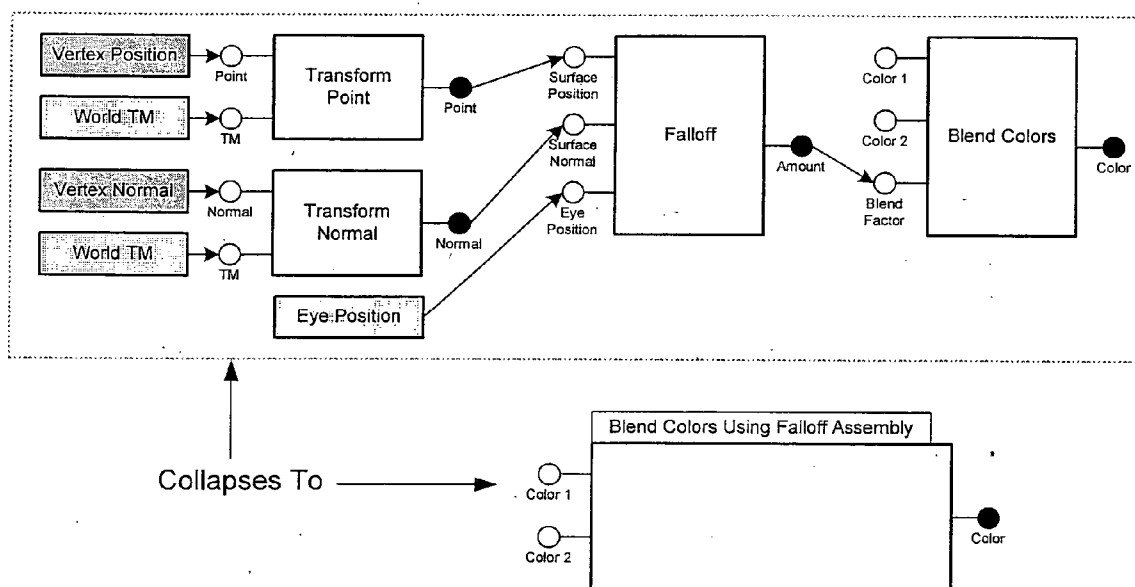 Vertex Position
Point
World TM
TM
Transform
Point
Point
Vertex Normal
Normal
World TM
TM
Transform
Normal
Normal
Eye Position
Surface
Position
Surface
Normal
Eye
Position
Falloff
Amount
Color 1
Color 2
Blend
Factor
Blend Colors
Color
Collapses To
Blend Colors Using Falloff Assembly
Color 1
Color 2
Color